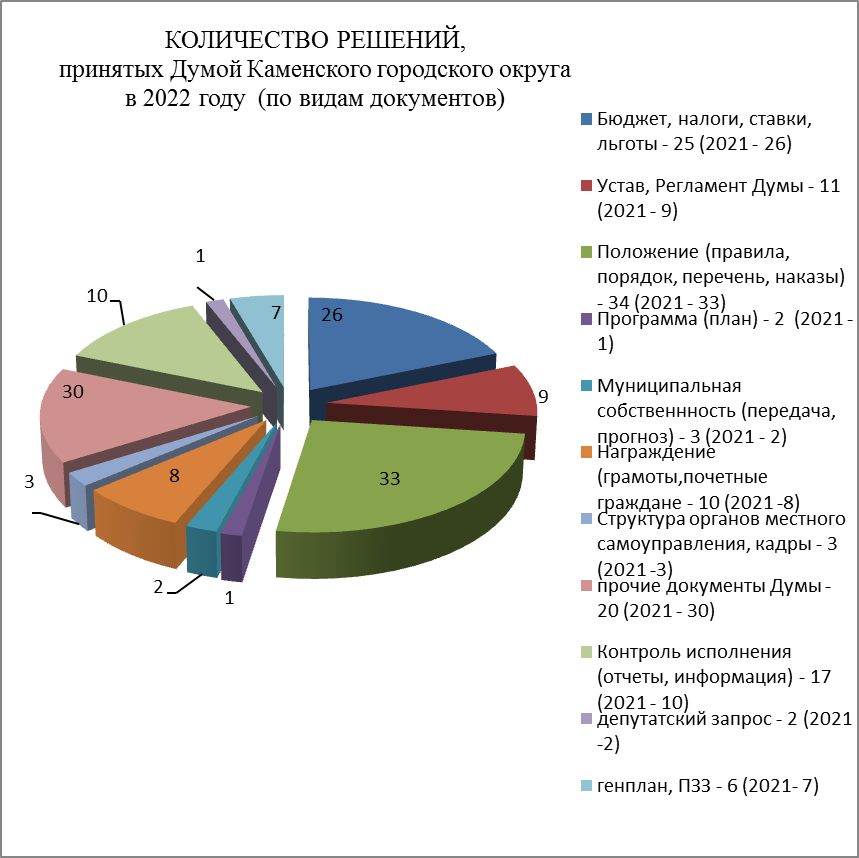 КОЛИЧЕСТВО РЕШЕНИЙ,
принятых Думой Каменского городского округа
в 2022 году (по видам документов)
1
10
7
26
9
30
33
8
3
2
1
Бюджет, налоги, ставки,
льготы - 25 (2021 - 26)
Устав, Регламент Думы - 11
(2021 - 9)
Положение (правила,
порядок, перечень, наказы)
- 34 (2021 - 33)
Программа (план) - 2 (2021 -
1)
Муниципальная
собственнность (передача,
прогноз) - 3 (2021 - 2)
Награждение
(грамоты,почетные
граждане - 10 (2021 -8)
Структура органов местного
самоуправления, кадры - 3
(2021 -3)
прочие документы Думы -
20 (2021 - 30)
Контроль исполнения
(отчеты, информация) - 17
(2021 - 10)
депутатский запрос - 2 (2021
-2)
генплан, ПЗЗ - 6 (2021- 7)